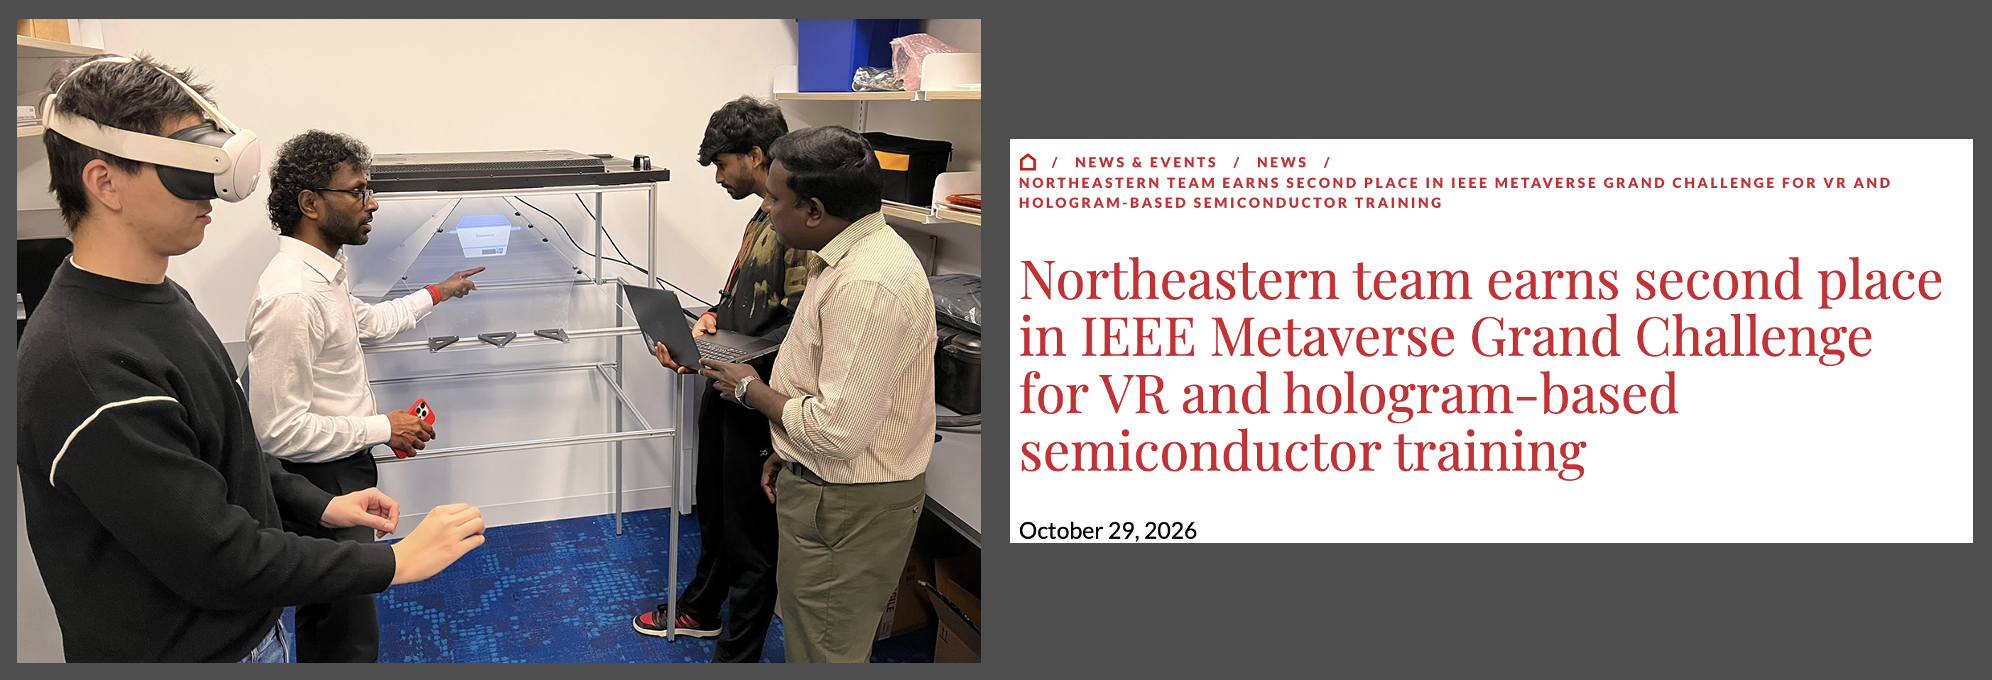 / NEWS & EVENTS / NEWS /
NORTHEASTERN TEAM EARNS SECOND PLACE IN IEEE METAVERSE GRAND CHALLENGE FOR VR AND
HOLOGRAM-BASED SEMICONDUCTOR TRAINING
Northeastern team earns second place
in IEEE Metaverse Grand Challenge
for VR and hologram-based
semiconductor training
October 29, 2026